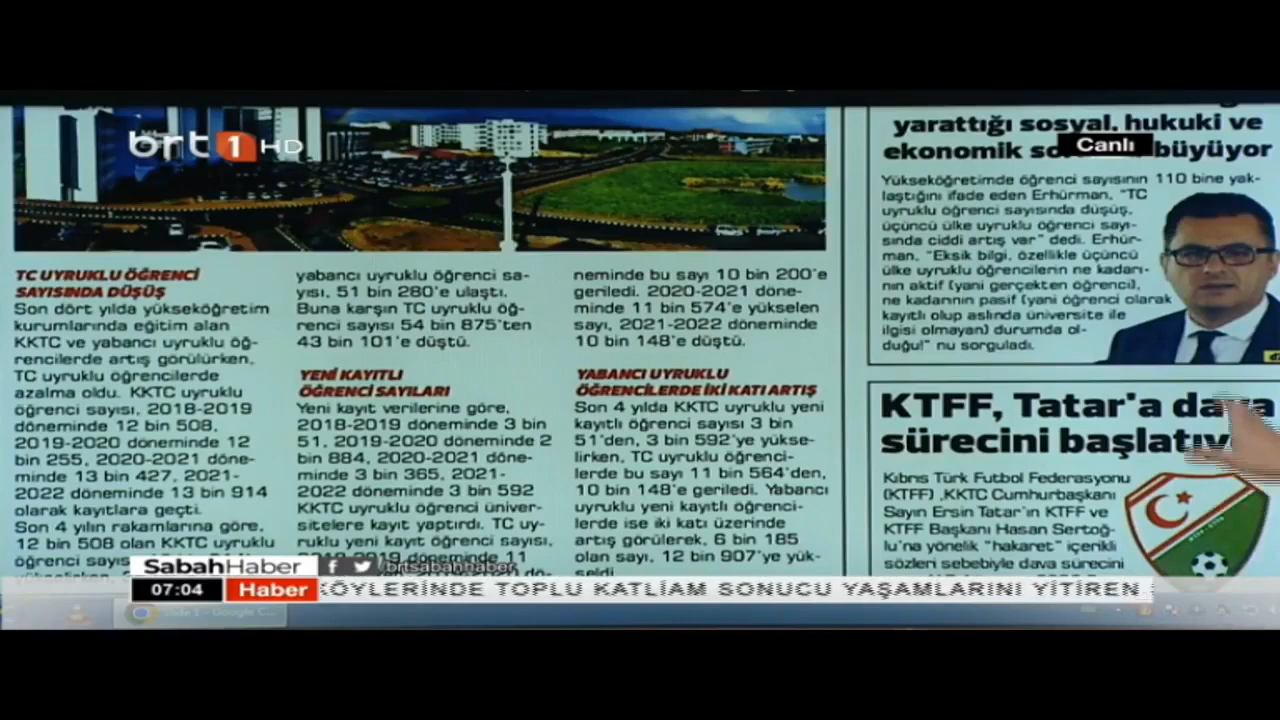 brt 1 HD
Canlı
TC UYRUKLU ÖĞRENCİ
SAYISINDA DÜŞÜŞ
Son dört yılda yükseköğretim
kurumlarında eğitim alan
KKTC ve yabancı uyruklu öğ-
rencilerde artış görülürken,
TC uyruklu öğrencilerde
azalma oldu. KKTC uyruklu
öğrenci sayısı, 2018-2019
döneminde 12 bin 508,
2019-2020 döneminde 12
bin 255, 2020-2021 döne-
minde 13 bin 427, 2021-
2022 döneminde 13 bin 914
olarak kayıtlara geçti.
Son 4 yılın rakamlarına göre,
12 bin 508 olan KKTC uyruklu
öğrenci sayısı
yabancı uyruklu öğrenci sa-
yısı, 51 bin 280'e ulaştı.
Buna karşın TC uyruklu öğ-
renci sayısı 54 bin 875'ten
43 bin 101'e düştü.
YENİ KAYITLI
ÖĞRENCİ SAYILARI
Yeni kayıt verilerine göre,
2018-2019 döneminde 3 bin
51, 2019-2020 döneminde 2
bin 884, 2020-2021 döne-
minde 3 bin 365, 2021-
2022 döneminde 3 bin 592
KKTC uyruklu öğrenci üniver-
sitelere kayıt yaptırdı. TC uy-
ruklu yeni kayıt öğrenci sayısı,
2018-2019 döneminde 11
neminde bu sayı 10 bin 200'e
geriledi. 2020-2021 döne-
minde 11 bin 574'e yükselen
sayı, 2021-2022 döneminde
10 bin 148'e düştü.
YABANCI UYRUKLU
ÖĞRENCİLERDE İKİ KATI ARTIŞ
Son 4 yılda KKTC uyruklu yeni
kayıtlı öğrenci sayısı 3 bin
51'den, 3 bin 592'ye yükse-
lirken, TC uyruklu öğrenci-
lerde bu sayı 11 bin 564'den,
10 bin 148'e geriledi. Yabancı
uyruklu yeni kayıtlı öğrenci-
lerde ise iki katı üzerinde
artış görülerek, 6 bin 185
olan sayı, 12 bin 907'ye yük-
seldi.
yarattığı sosyal, hukuki ve
ekonomik büyüyor
Yükseköğretimde öğrenci sayısının 110 bine yak-
laştığını ifade eden Erhürman, "TC
uyruklu öğrenci sayısında düşüş,
üçüncü ülke uyruklu öğrenci sayı-
sında ciddi artış var" dedi. Erhür-
man, "Eksik bilgi, özellikle üçüncü
ülke uyruklu öğrencilerin ne kadarı-
nın aktif (yani gerçekten öğrenci),
ne kadarının pasif (yani öğrenci olarak
kayıtlı olup aslında üniversite ile
ilgisi olmayan) durumda ol-
duğu!" nu sorguladı.
KTFF, Tatar'a dava
sürecini
Kıbrıs Türk Futbol Federasyonu
(KTFF) ,KKTC Cumhurbaşkanı
Sayın Ersin Tatar'ın KTFF ve
KTFF Başkanı Hasan Sertoğ-
lu'na yönelik "hakaret" içerikli
sözleri sebebiyle dava sürecini
SabahHaber f /brtsabahhaber
07:04 Haber KÖYLERİNDE TOPLU KATLİAM SONUCU YAŞAMLARINI YİTİREN